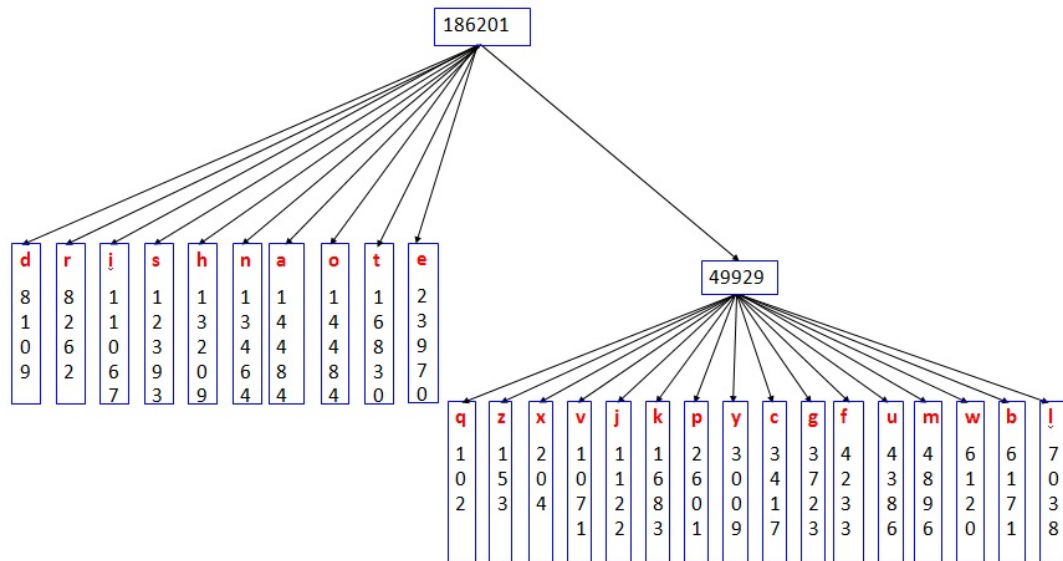 186201
d 8109
r 8262
i 11067
s 12393
h 13209
n 13464
a 14484
o 14484
t 16830
e 23970
49929
q 102
z 153
x 204
v 1071
j 1122
k 1683
p 2601
y 3009
c 3417
g 3723
f 4233
u 4386
m 4896
w 6120
b 6171
l 7038